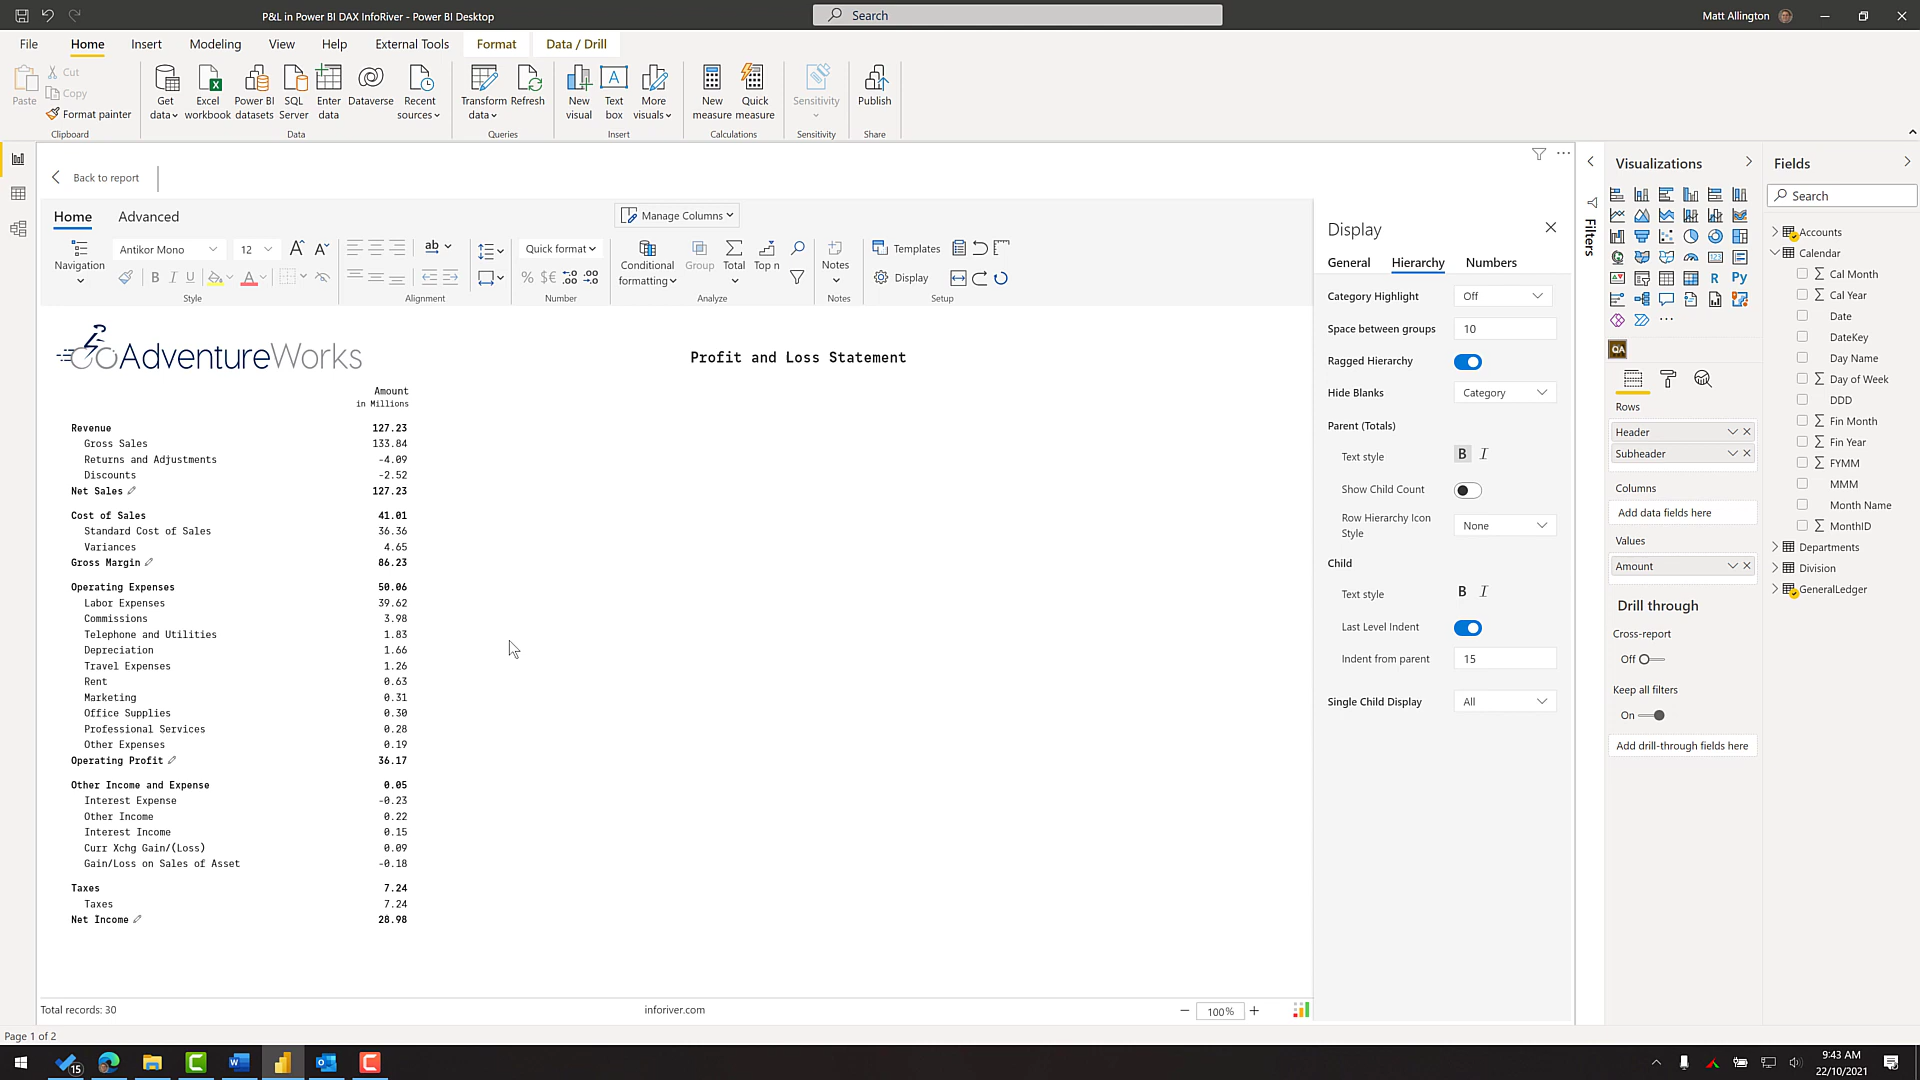 P&L in Power BI DAX InfoRiver - Power BI Desktop
Search
Matt Allington
File Home Insert Modeling View Help External Tools Format Data / Drill
Paste
Cut
Copy
Format painter
Clipboard
Get data
Excel workbook
Power BI datasets
SQL Server
Enter data
Dataverse
Recent sources
Data
Transform data
Refresh
Queries
New visual
Text box
More visuals
Insert
New measure
Quick measure
Calculations
Sensitivity
Sensitivity
Publish
Share
Back to report
Home Advanced
Manage Columns
Navigation
Antikor Mono 12
B I U
Style
ab
Alignment
Quick format
% $€ .00 .00
Number
Conditional formatting
Group
Total
Top n
Analyze
Notes
Notes
Templates
Display
Setup
AdventureWorks
Profit and Loss Statement
Amount
in Millions
Revenue 127.23
Gross Sales 133.84
Returns and Adjustments -4.09
Discounts -2.52
Net Sales 127.23
Cost of Sales 41.01
Standard Cost of Sales 36.36
Variances 4.65
Gross Margin 86.23
Operating Expenses 50.06
Labor Expenses 39.62
Commissions 3.98
Telephone and Utilities 1.83
Depreciation 1.66
Travel Expenses 1.26
Rent 0.63
Marketing 0.31
Office Supplies 0.30
Professional Services 0.28
Other Expenses 0.19
Operating Profit 36.17
Other Income and Expense 0.05
Interest Expense -0.23
Other Income 0.22
Interest Income 0.15
Curr Xchg Gain/(Loss) 0.09
Gain/Loss on Sales of Asset -0.18
Taxes 7.24
Taxes 7.24
Net Income 28.98
Total records: 30
inforiver.com
100%
Page 1 of 2
Display
General Hierarchy Numbers
Category Highlight Off
Space between groups 10
Ragged Hierarchy
Hide Blanks Category
Parent (Totals)
Text style B I
Show Child Count
Row Hierarchy Icon Style None
Child
Text style B I
Last Level Indent
Indent from parent 15
Single Child Display All
Filters
Visualizations
R Py
123
QA
Rows
Header
Subheader
Columns
Add data fields here
Values
Amount
Drill through
Cross-report
Off
Keep all filters
On
Add drill-through fields here
Fields
Search
Accounts
Calendar
Cal Month
Cal Year
Date
DateKey
Day Name
Day of Week
DDD
Fin Month
Fin Year
FYMM
MMM
Month Name
MonthID
Departments
Division
GeneralLedger
15
9:43 AM
22/10/2021